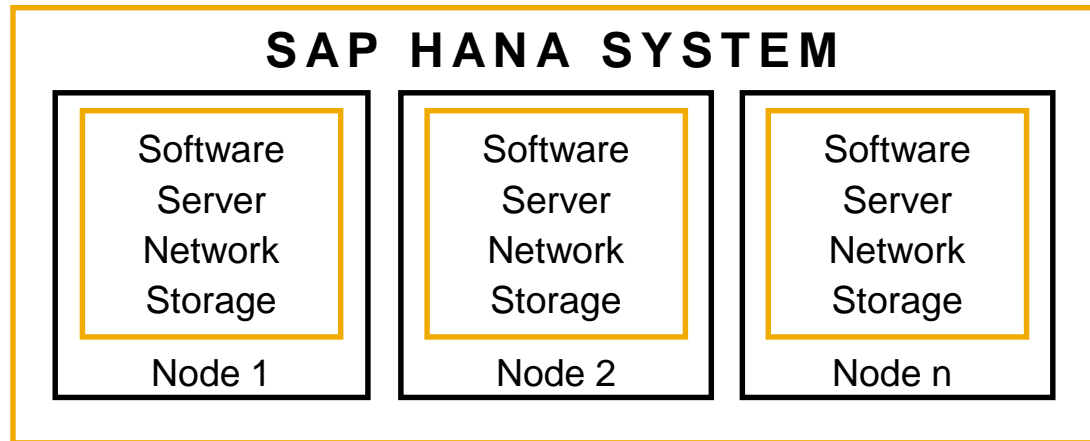 SAP HANA SYSTEM
Software
Server
Network
Storage
Node 1
Software
Server
Network
Storage
Node 2
Software
Server
Network
Storage
Node n